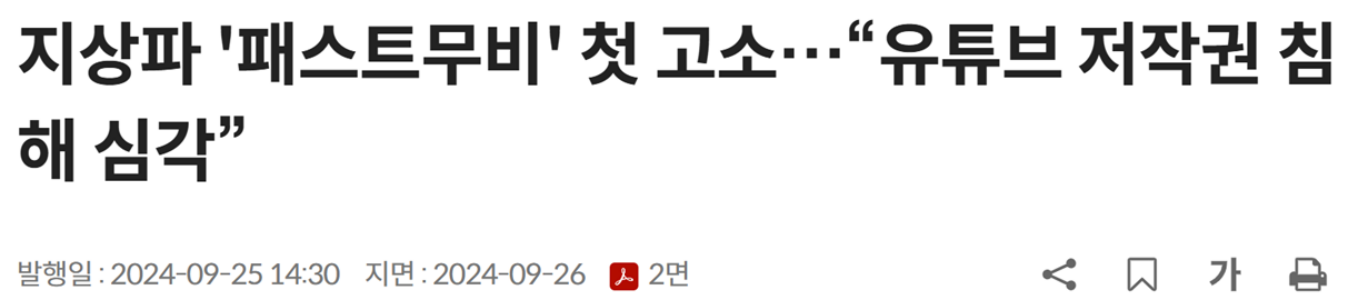 지상파 '패스트무비' 첫 고소…“유튜브 저작권 침
해 심각”
발행일 : 2024-09-25 14:30 지면 : 2024-09-26 2면 가